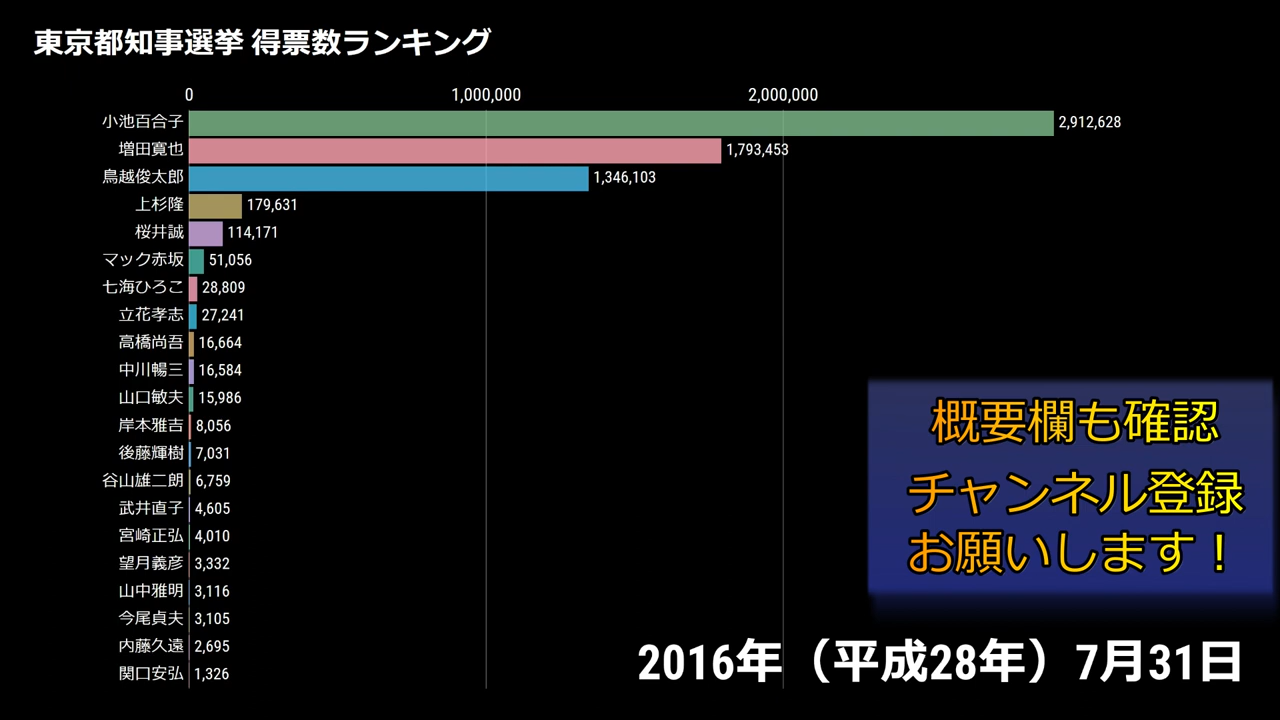 東京都知事選挙 得票数ランキング
0 1,000,000 2,000,000
小池百合子 2,912,628
増田寛也 1,793,453
鳥越俊太郎 1,346,103
上杉隆 179,631
桜井誠 114,171
マック赤坂 51,056
七海ひろこ 28,809
立花孝志 27,241
高橋尚吾 16,664
中川暢三 16,584
山口敏夫 15,986
岸本雅吉 8,056
後藤輝樹 7,031
谷山雄二朗 6,759
武井直子 4,605
宮崎正弘 4,010
望月義彦 3,332
山中雅明 3,116
今尾貞夫 3,105
内藤久遠 2,695
関口安弘 1,326
概要欄も確認
チャンネル登録
お願いします！
2016年（平成28年）7月31日